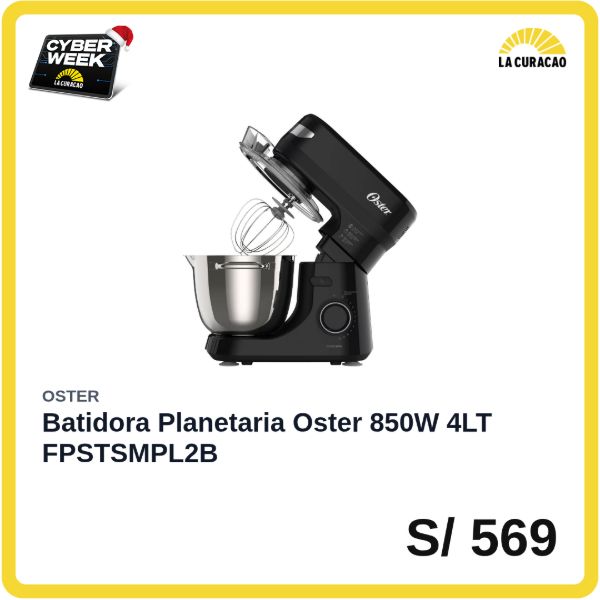 CYBER
WEEK
LA CURACAO
LA CURACAO
Oster
OSTER
Batidora Planetaria Oster 850W 4LT
FPSTSMPL2B
S/ 569